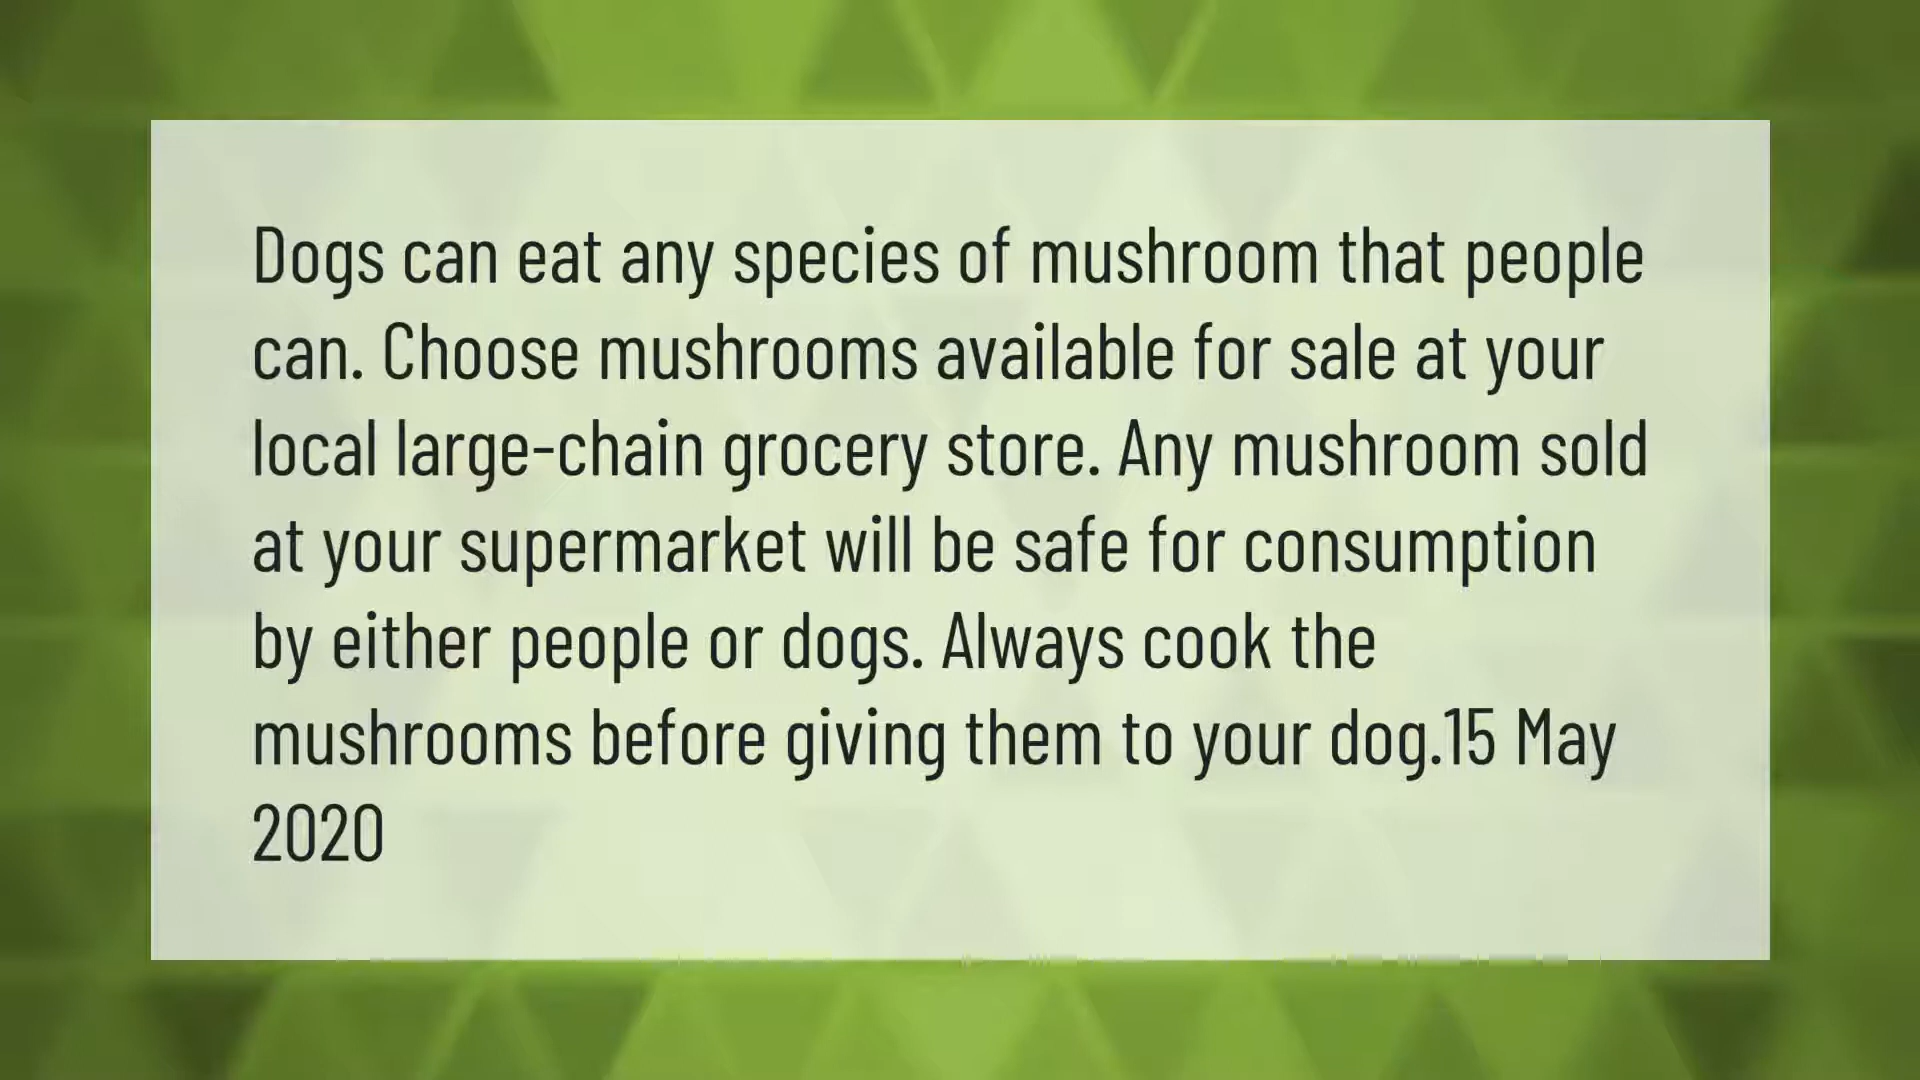 Dogs can eat any species of mushroom that people
can. Choose mushrooms available for sale at your
local large-chain grocery store. Any mushroom sold
at your supermarket will be safe for consumption
by either people or dogs. Always cook the
mushrooms before giving them to your dog.15 May
2020